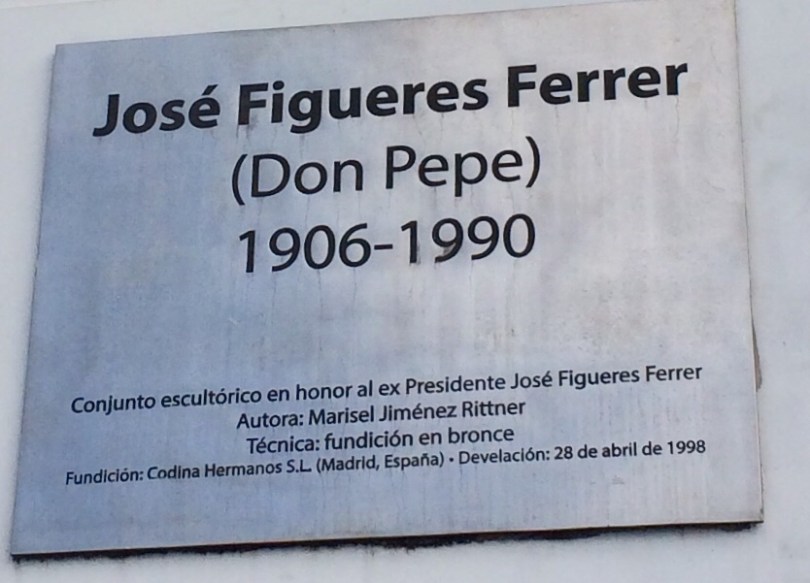 José Figueres Ferrer
(Don Pepe)
1906-1990
Conjunto escultórico en honor al ex Presidente José Figueres Ferrer
Autora: Marisel Jiménez Rittner
Técnica: fundición en bronce
Fundición: Codina Hermanos S.L. (Madrid, España) • Develación: 28 de abril de 1998